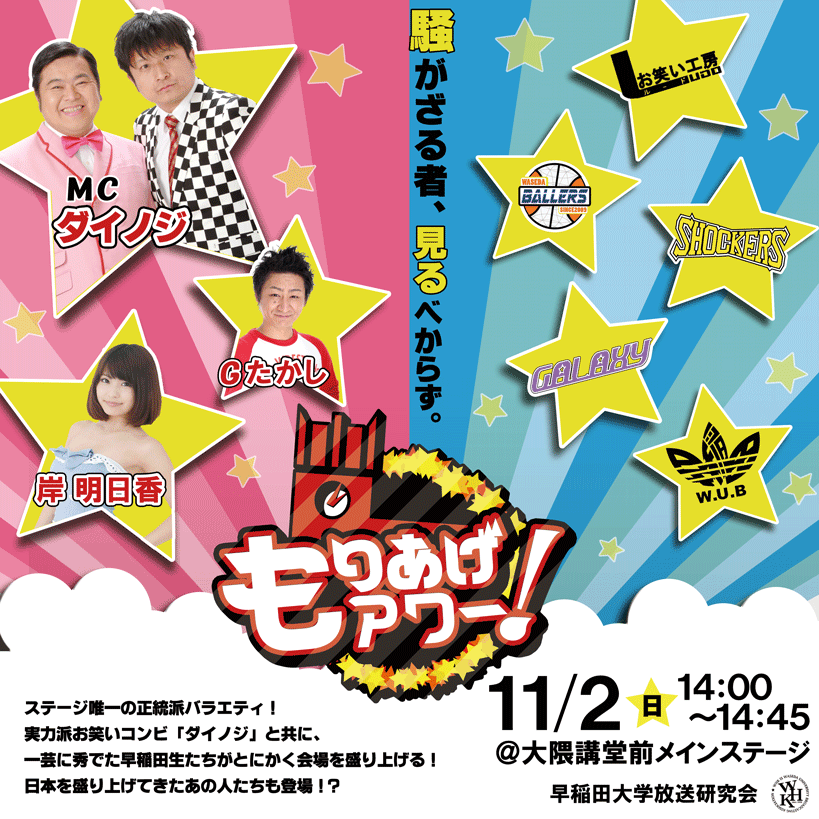 騒がざる者、見るべからず。
MC
ダイノジ
Gたかし
岸 明日香
お笑い工房
LUDO
WASEDA
BALLERS
SINCE2009
SHOCKERS
GALAXY
W.U.B
もりあげ
アワー!
ステージ唯一の正統派バラエティ!
実力派お笑いコンビ「ダイノジ」と共に、
一芸に秀でた早稲田生たちがとにかく会場を盛り上げる!
日本を盛り上げてきたあの人たちも登場!?
11/2 日 14:00
〜14:45
@大隈講堂前メインステージ
早稲田大学放送研究会
WHK